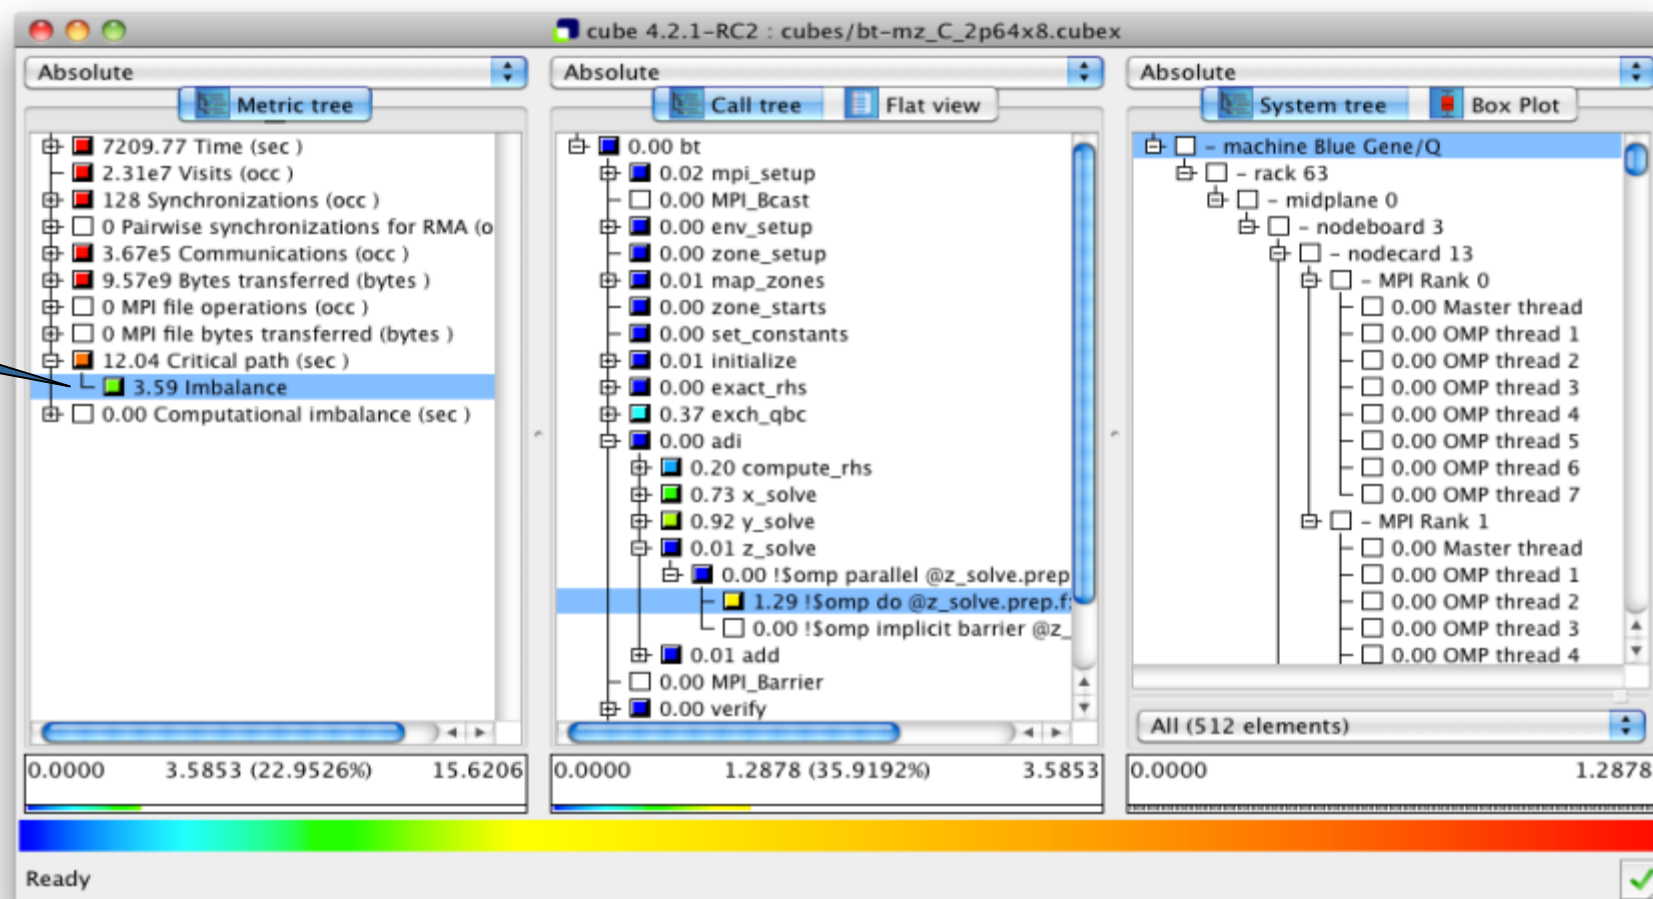 cube 4.2.1-RC2 : cubes/bt-mz_C_2p64x8.cubex
Absolute
Metric tree
7209.77 Time (sec )
2.31e7 Visits (occ )
128 Synchronizations (occ )
0 Pairwise synchronizations for RMA (o
3.67e5 Communications (occ )
9.57e9 Bytes transferred (bytes )
0 MPI file operations (occ )
0 MPI file bytes transferred (bytes )
12.04 Critical path (sec )
3.59 Imbalance
0.00 Computational imbalance (sec )
0.0000 3.5853 (22.9526%) 15.6206
Absolute
Call tree Flat view
0.00 bt
0.02 mpi_setup
0.00 MPI_Bcast
0.00 env_setup
0.00 zone_setup
0.01 map_zones
0.00 zone_starts
0.00 set_constants
0.01 initialize
0.00 exact_rhs
0.37 exch_qbc
0.00 adi
0.20 compute_rhs
0.73 x_solve
0.92 y_solve
0.01 z_solve
0.00 !$omp parallel @z_solve.prep
1.29 !$omp do @z_solve.prep.f:
0.00 !$omp implicit barrier @z_
0.01 add
0.00 MPI_Barrier
0.00 verify
0.0000 1.2878 (35.9192%) 3.5853
Absolute
System tree Box Plot
- machine Blue Gene/Q
- rack 63
- midplane 0
- nodeboard 3
- nodecard 13
- MPI Rank 0
0.00 Master thread
0.00 OMP thread 1
0.00 OMP thread 2
0.00 OMP thread 3
0.00 OMP thread 4
0.00 OMP thread 5
0.00 OMP thread 6
0.00 OMP thread 7
- MPI Rank 1
0.00 Master thread
0.00 OMP thread 1
0.00 OMP thread 2
0.00 OMP thread 3
0.00 OMP thread 4
All (512 elements)
0.0000 1.2878
Ready